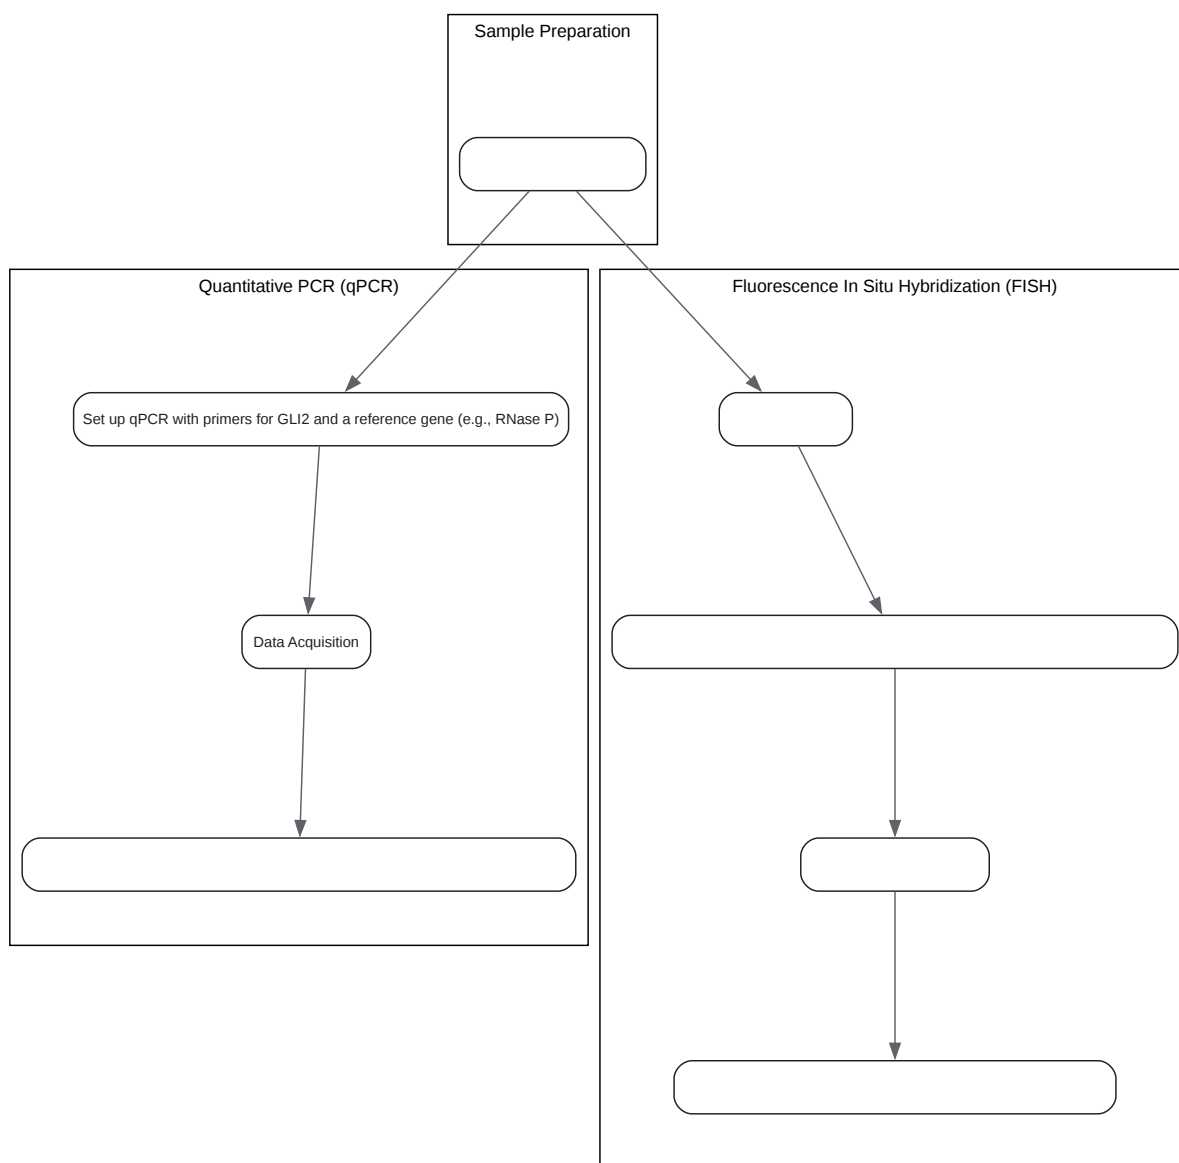 Sample Preparation
Quantitative PCR (qPCR)
Fluorescence In Situ Hybridization (FISH)
Set up qPCR with primers for GLI2 and a reference gene (e.g., RNase P)
Data Acquisition